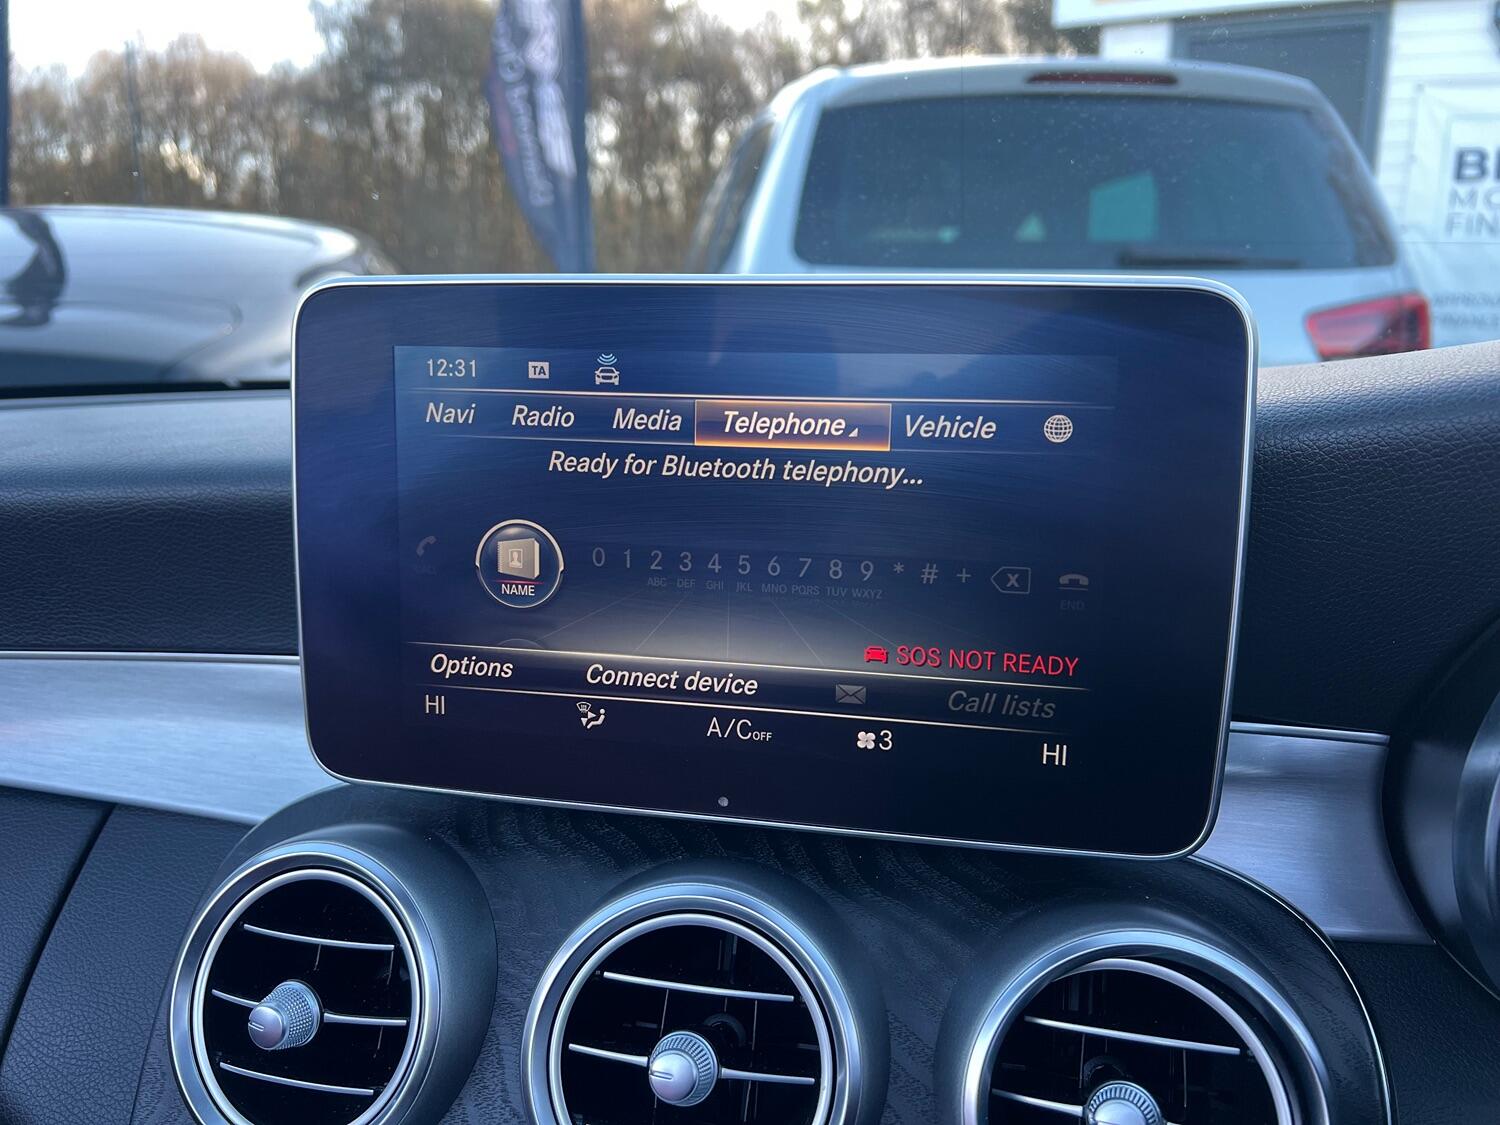 12:31 TA
Navi Radio Media Telephone Vehicle
Ready for Bluetooth telephony...
NAME
0 1 2 3 4 5 6 7 8 9 * # + X
ABC DEF GHI JKL MNO PQRS TUV WXYZ
END
SOS NOT READY
Options Connect device Call lists
HI A/C OFF 3 HI